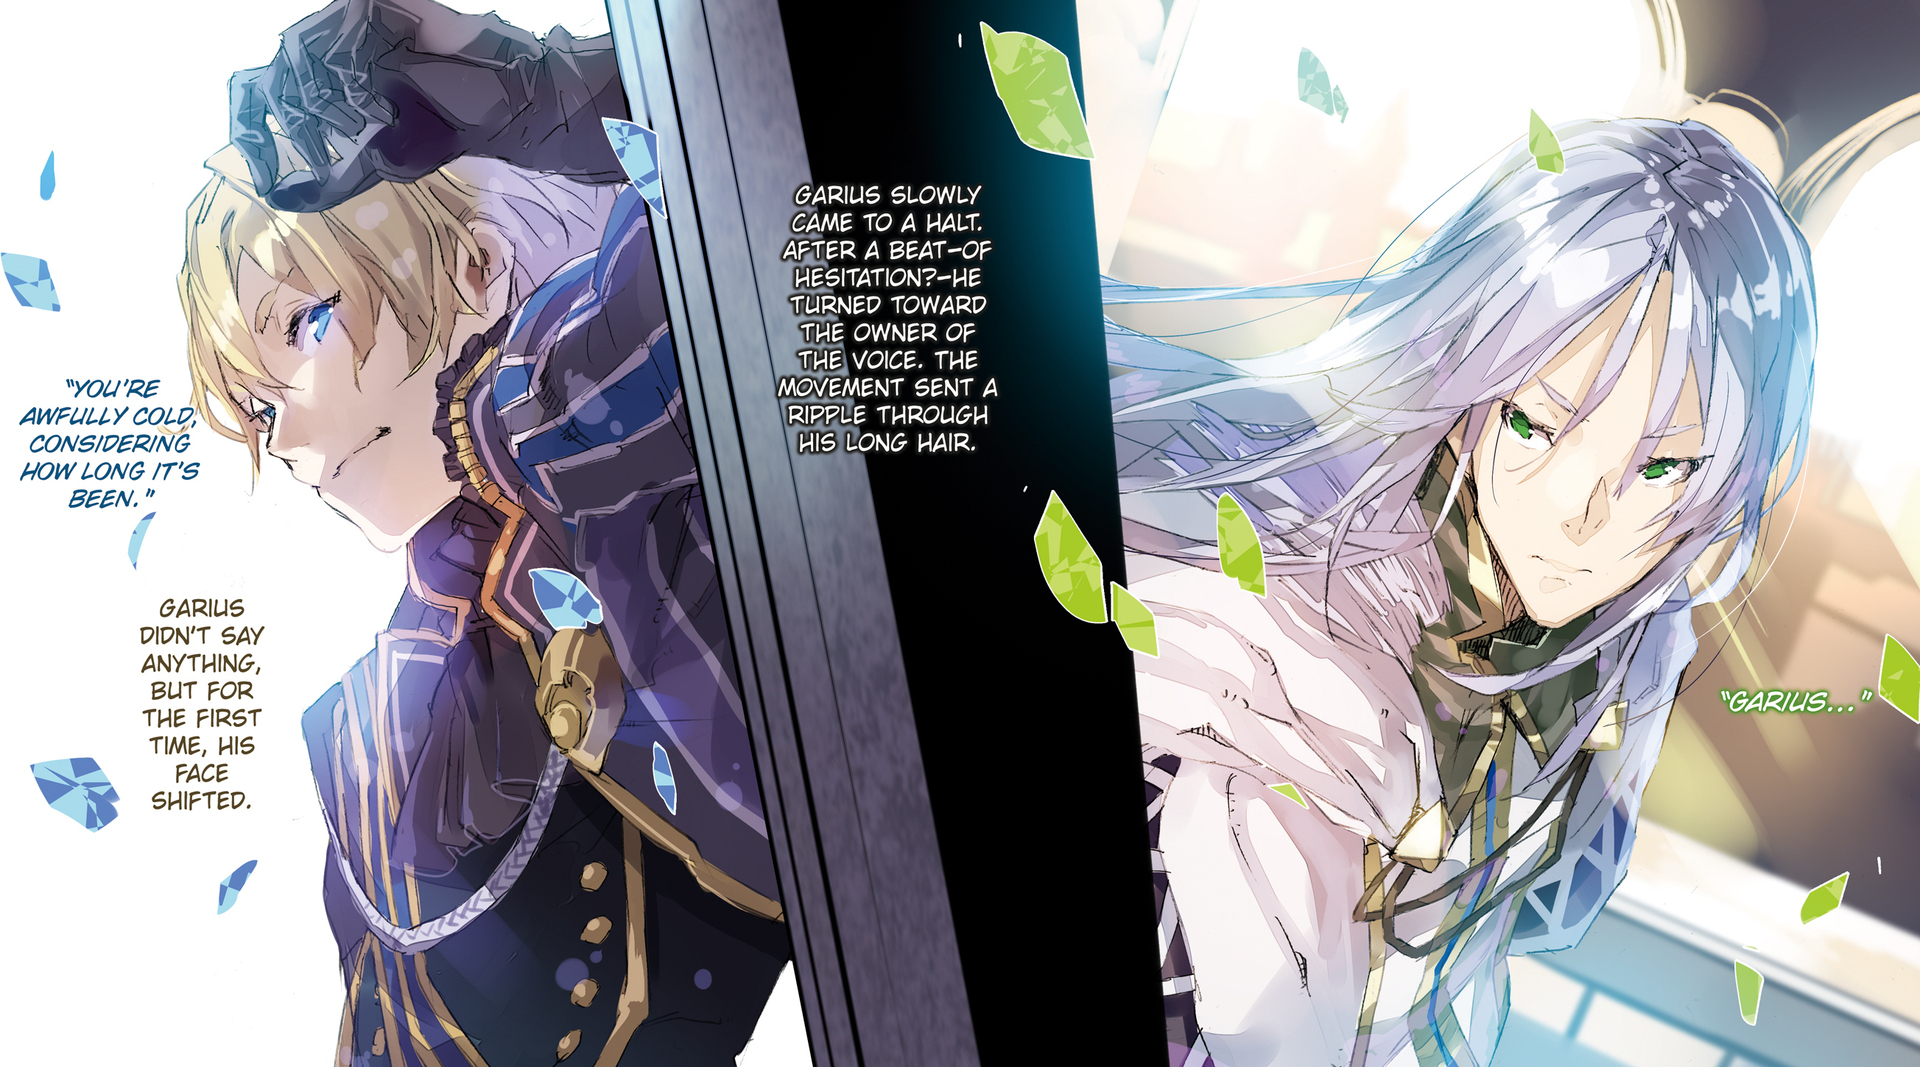 "GARIUS..."
GARIUS SLOWLY
CAME TO A HALT.
AFTER A BEAT—OF
HESITATION?—HE
TURNED TOWARD
THE OWNER OF
THE VOICE. THE
MOVEMENT SENT A
RIPPLE THROUGH
HIS LONG HAIR.
"YOU'RE
AWFULLY COLD,
CONSIDERING
HOW LONG IT'S
BEEN."
GARIUS
DIDN'T SAY
ANYTHING,
BUT FOR
THE FIRST
TIME, HIS
FACE
SHIFTED.